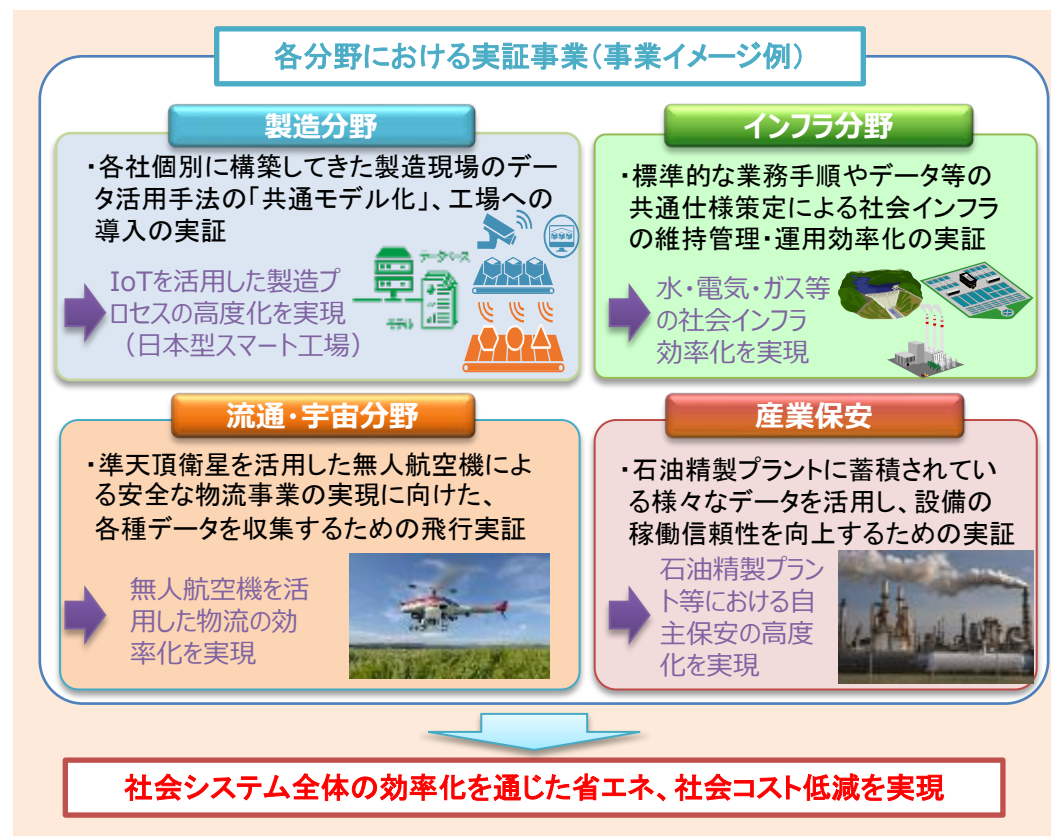 各分野における実証事業（事業イメージ例）
製造分野
・各社個別に構築してきた製造現場のデー
タ活用手法の「共通モデル化」、工場への
導入の実証
データベース
IoTを活用した製造プ
ロセスの高度化を実現
（日本型スマート工場）
インフラ分野
・標準的な業務手順やデータ等の
共通仕様策定による社会インフラ
の維持管理・運用効率化の実証
水・電気・ガス等
の社会インフラ
効率化を実現
流通・宇宙分野
・準天頂衛星を活用した無人航空機によ
る安全な物流事業の実現に向けた、
各種データを収集するための飛行実証
無人航空機を活
用した物流の効
率化を実現
産業保安
・石油精製プラントに蓄積されてい
る様々なデータを活用し、設備の
稼働信頼性を向上するための実証
石油精製プラン
ト等における自
主保安の高度
化を実現
社会システム全体の効率化を通じた省エネ、社会コスト低減を実現